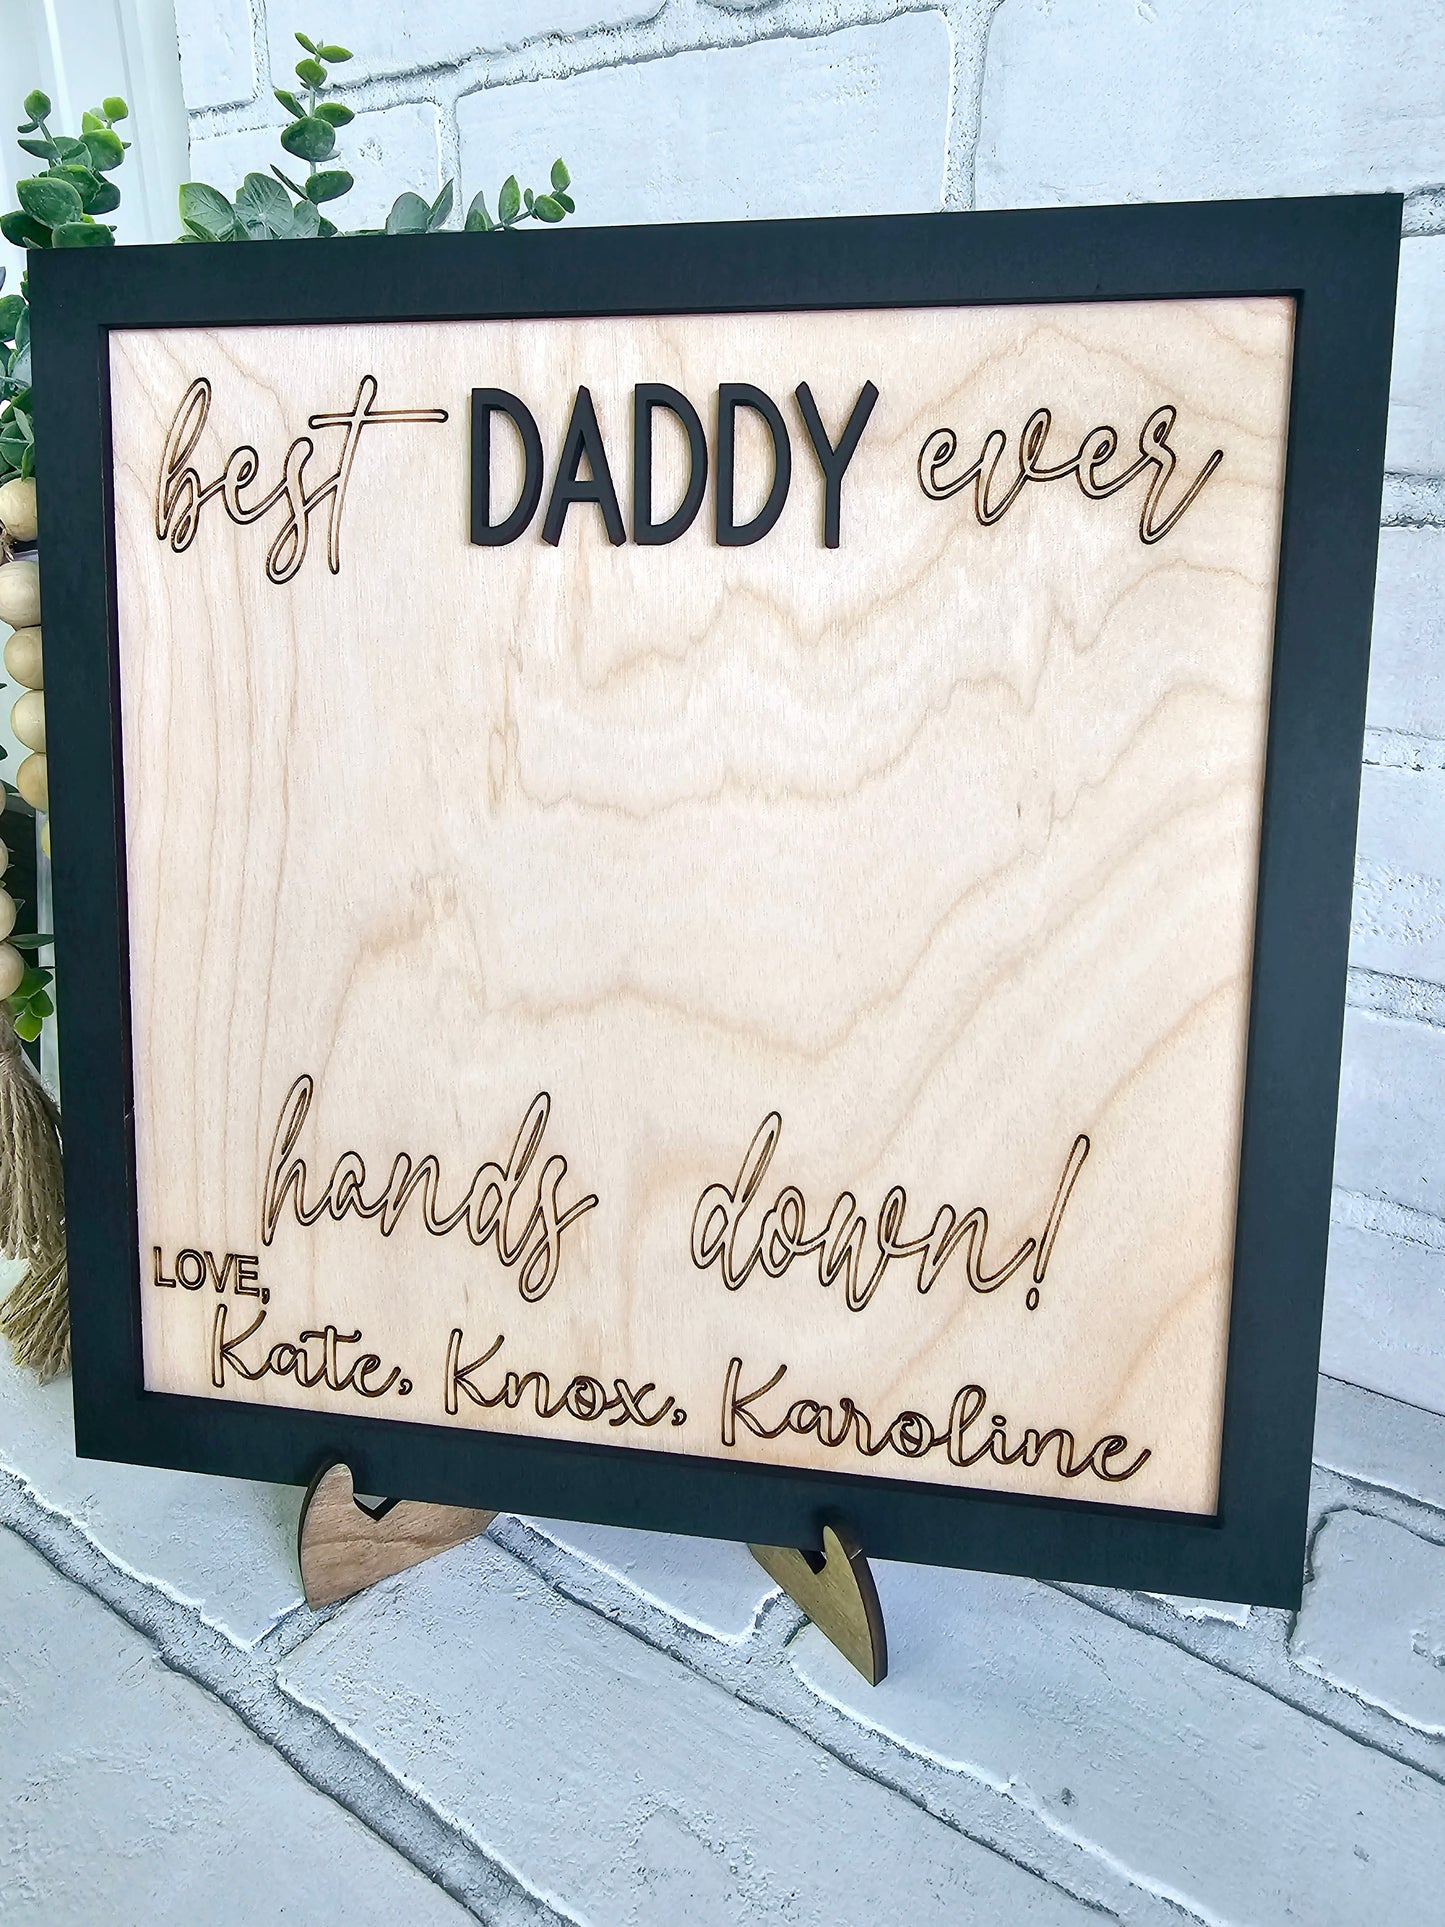 best DADDY ever
hands down!
LOVE,
Kate, Knox, Karoline